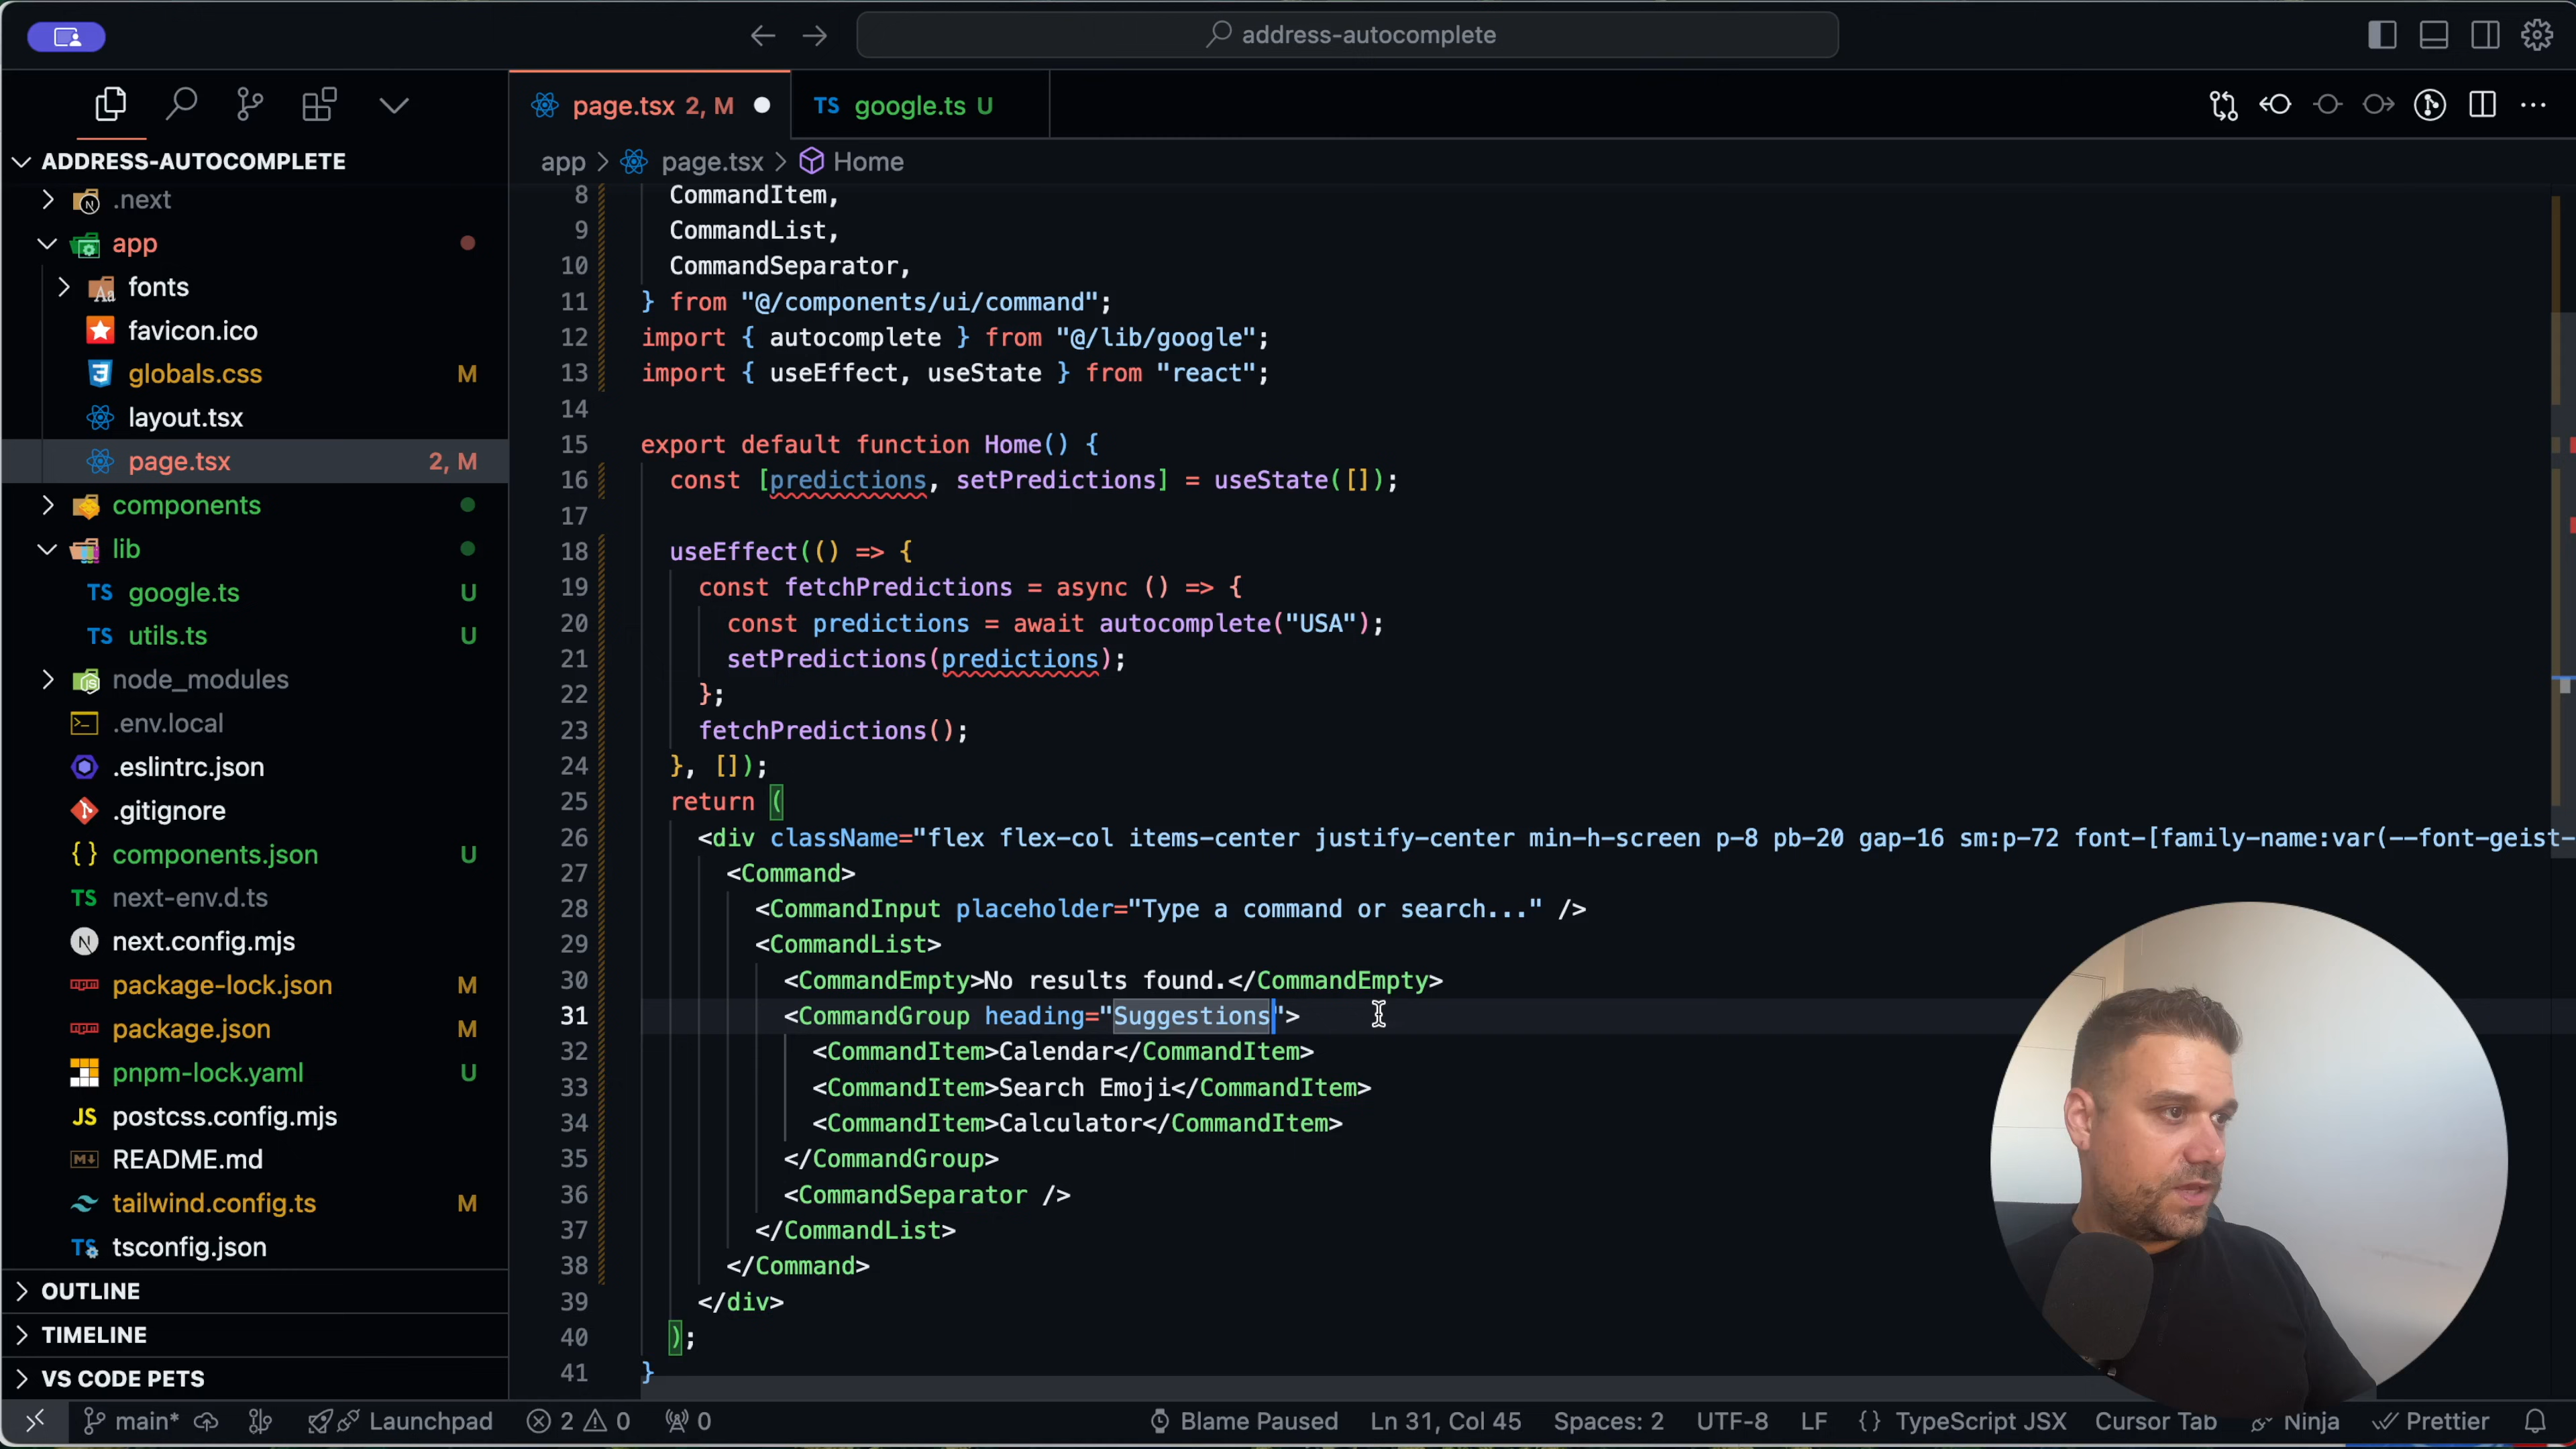 address-autocomplete
page.tsx 2, M
TS google.ts U
ADDRESS-AUTOCOMPLETE
app > page.tsx > Home
.next
app
fonts
favicon.ico
globals.css M
layout.tsx
page.tsx 2, M
components
lib
TS google.ts U
TS utils.ts U
node_modules
.env.local
.eslintrc.json
.gitignore
{ } components.json U
TS next-env.d.ts
N next.config.mjs
package-lock.json M
package.json M
pnpm-lock.yaml U
JS postcss.config.mjs
M↓ README.md
tailwind.config.ts M
TS tsconfig.json
OUTLINE
TIMELINE
VS CODE PETS
8 CommandItem,
9 CommandList,
10 CommandSeparator,
11 } from "@/components/ui/command";
12 import { autocomplete } from "@/lib/google";
13 import { useEffect, useState } from "react";
14
15 export default function Home() {
16 const [predictions, setPredictions] = useState([]);
17
18 useEffect(() => {
19 const fetchPredictions = async () => {
20 const predictions = await autocomplete("USA");
21 setPredictions(predictions);
22 };
23 fetchPredictions();
24 }, []);
25 return (
26 <div className="flex flex-col items-center justify-center min-h-screen p-8 pb-20 gap-16 sm:p-72 font-[family-name:var(--font-geist-
27 <Command>
28 <CommandInput placeholder="Type a command or search..." />
29 <CommandList>
30 <CommandEmpty>No results found.</CommandEmpty>
31 <CommandGroup heading="Suggestions">
32 <CommandItem>Calendar</CommandItem>
33 <CommandItem>Search Emoji</CommandItem>
34 <CommandItem>Calculator</CommandItem>
35 </CommandGroup>
36 <CommandSeparator />
37 </CommandList>
38 </Command>
39 </div>
40 );
41 }
main* Launchpad 2 0 0 Blame Paused Ln 31, Col 45 Spaces: 2 UTF-8 LF { } TypeScript JSX Cursor Tab Ninja Prettier